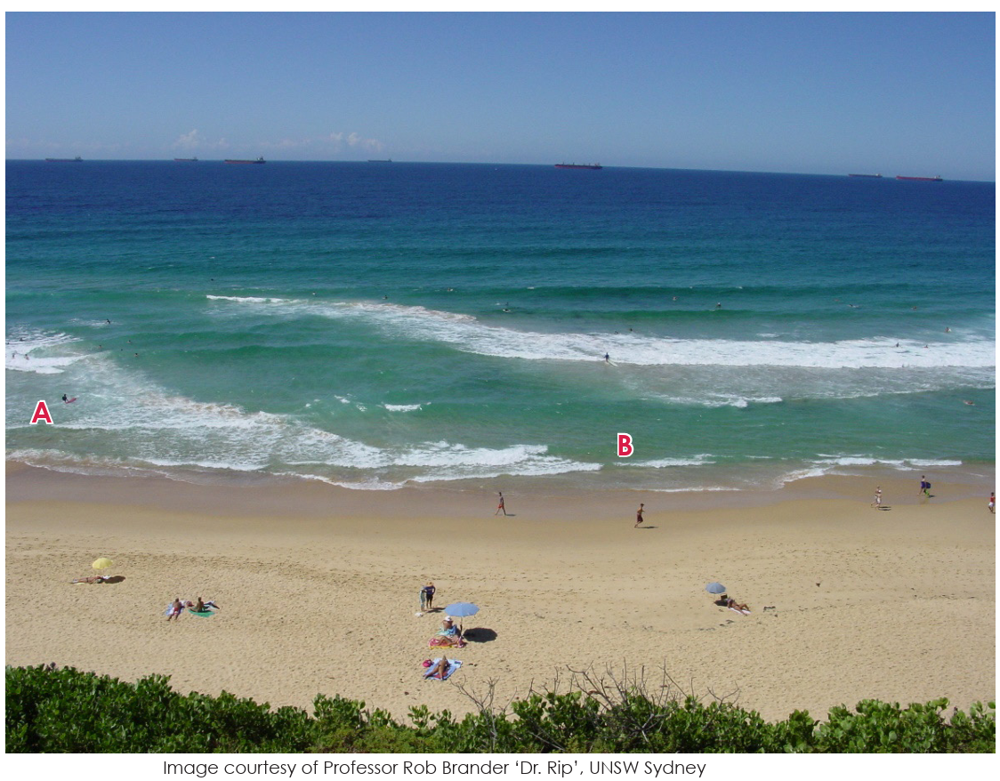 A
B
Image courtesy of Professor Rob Brander ‘Dr. Rip’, UNSW Sydney